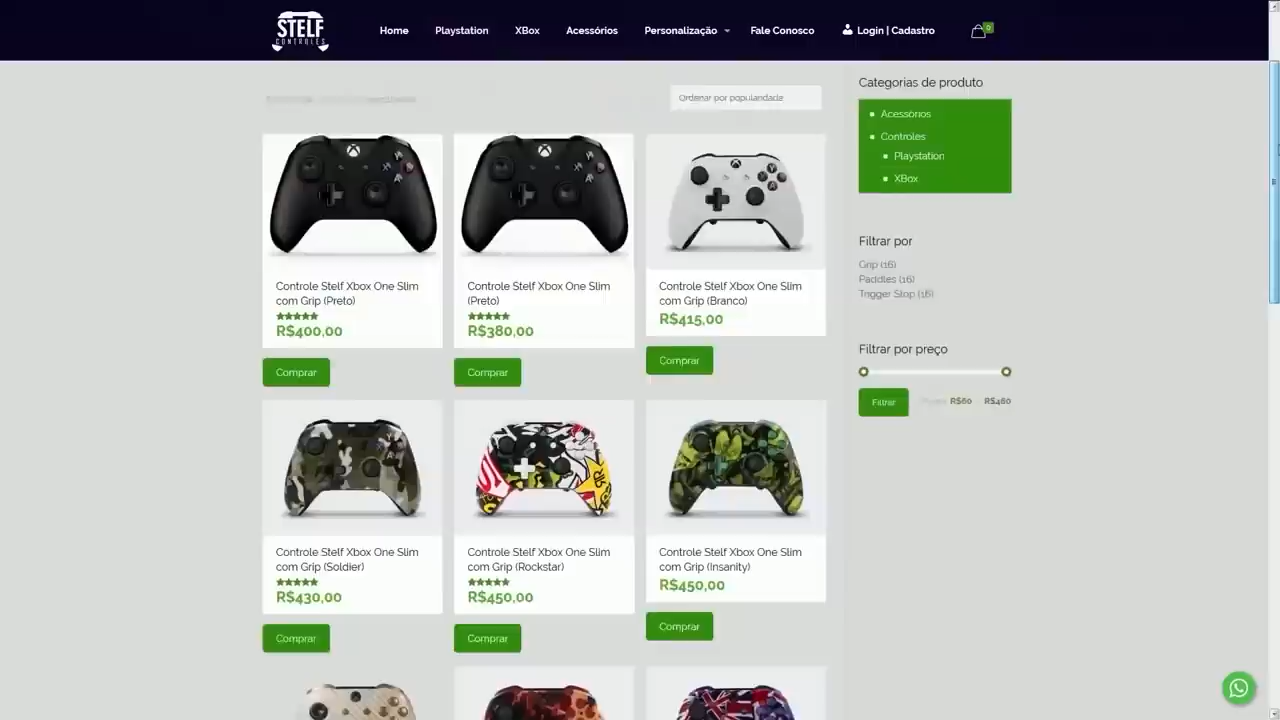 STELF
CONTROLES
Home
Playstation
XBox
Acessórios
Personalização
Fale Conosco
Login | Cadastro
0
Ordenar por popularidade
Controle Stelf Xbox One Slim
com Grip (Preto)
R$400,00
Comprar
Controle Stelf Xbox One Slim
(Preto)
R$380,00
Comprar
Controle Stelf Xbox One Slim
com Grip (Branco)
R$415,00
Comprar
Controle Stelf Xbox One Slim
com Grip (Soldier)
R$430,00
Comprar
Controle Stelf Xbox One Slim
com Grip (Rockstar)
R$450,00
Comprar
Controle Stelf Xbox One Slim
com Grip (Insanity)
R$450,00
Comprar
Categorias de produto
Acessórios
Controles
Playstation
XBox
Filtrar por
Grip (16)
Paddles (16)
Trigger Stop (16)
Filtrar por preço
Filtrar
R$60
R$460